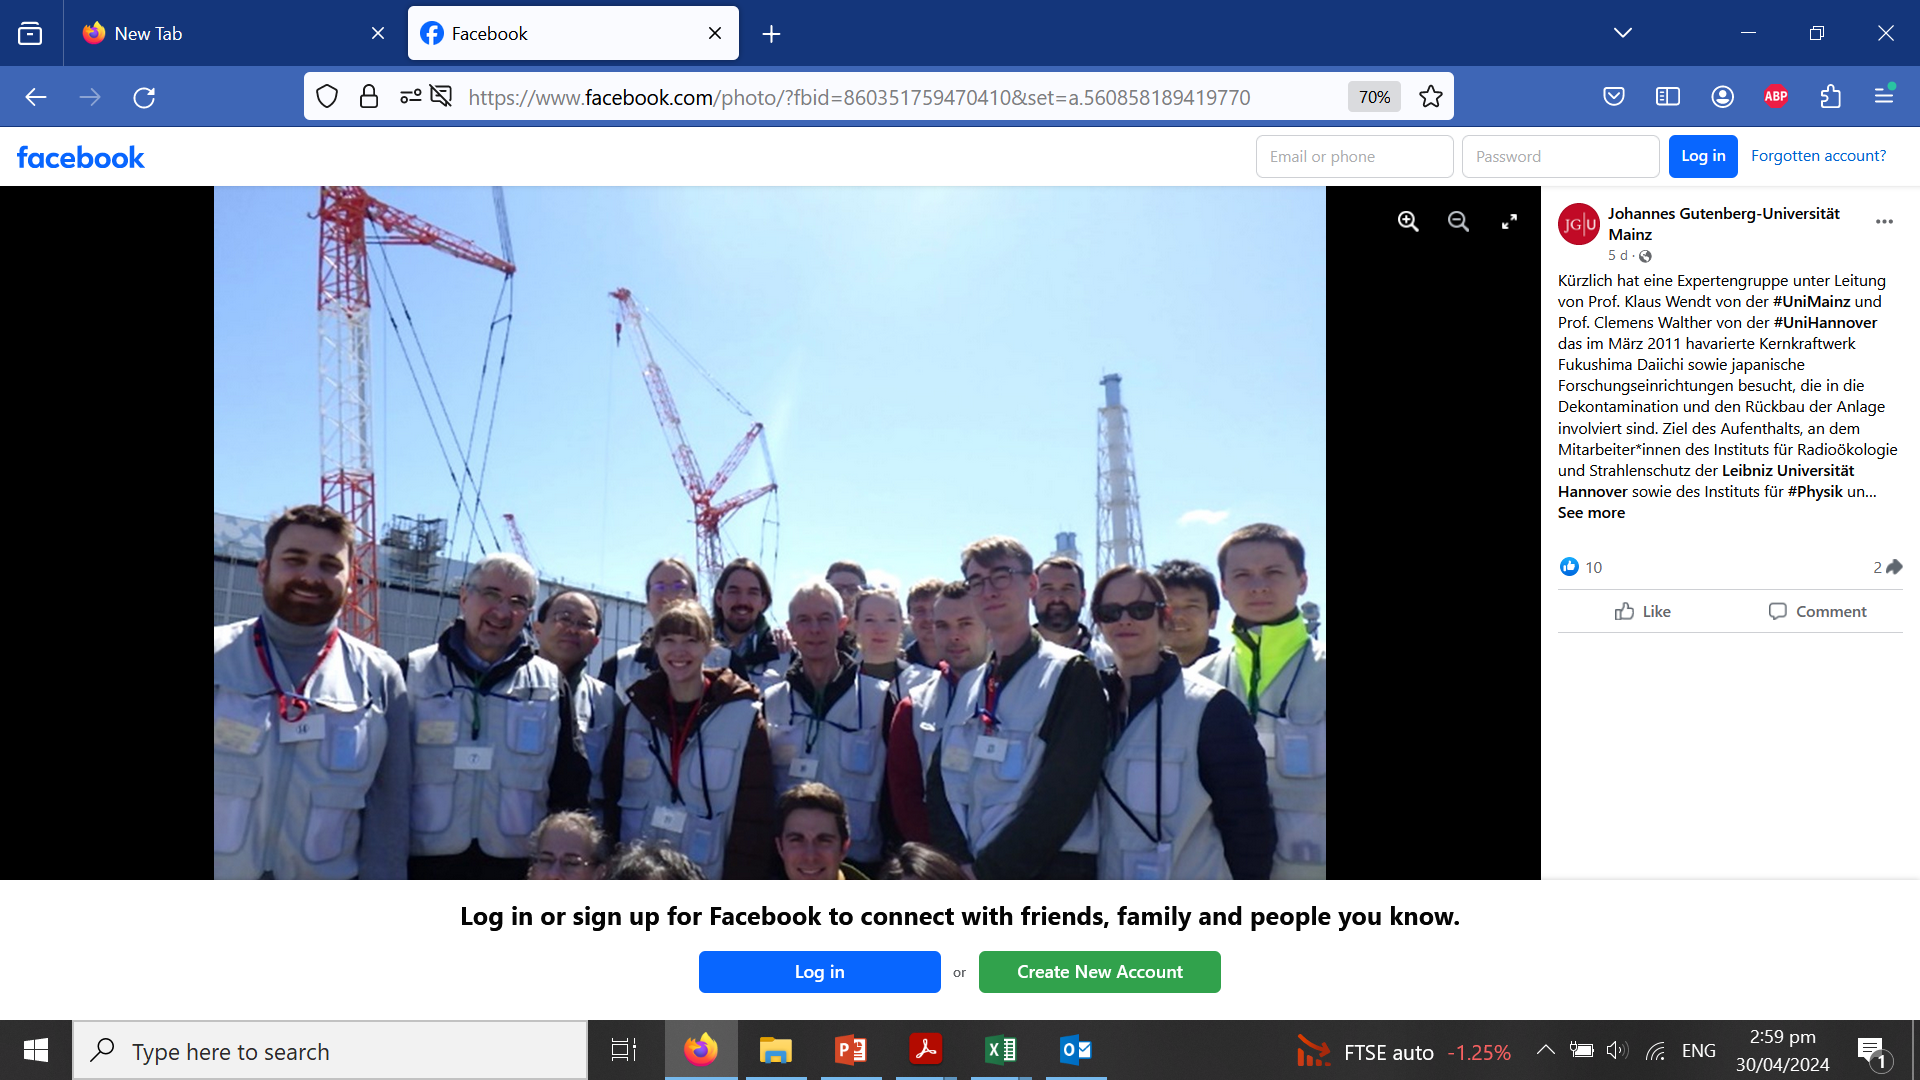 New Tab
Facebook
https://www.facebook.com/photo/?fbid=860351759470410&set=a.560858189419770
70%
ABP
facebook
Email or phone
Password
Log in
Forgotten account?
JG|U
Johannes Gutenberg-Universität
Mainz
5 d ·
Kürzlich hat eine Expertengruppe unter Leitung
von Prof. Klaus Wendt von der #UniMainz und
Prof. Clemens Walther von der #UniHannover
das im März 2011 havarierte Kernkraftwerk
Fukushima Daiichi sowie japanische
Forschungseinrichtungen besucht, die in die
Dekontamination und den Rückbau der Anlage
involviert sind. Ziel des Aufenthalts, an dem
Mitarbeiter*innen des Instituts für Radioökologie
und Strahlenschutz der Leibniz Universität
Hannover sowie des Instituts für #Physik un...
See more
10
2
Like
Comment
14
7
Log in or sign up for Facebook to connect with friends, family and people you know.
Log in
or
Create New Account
Type here to search
FTSE auto -1.25%
ENG
2:59 pm
30/04/2024
1